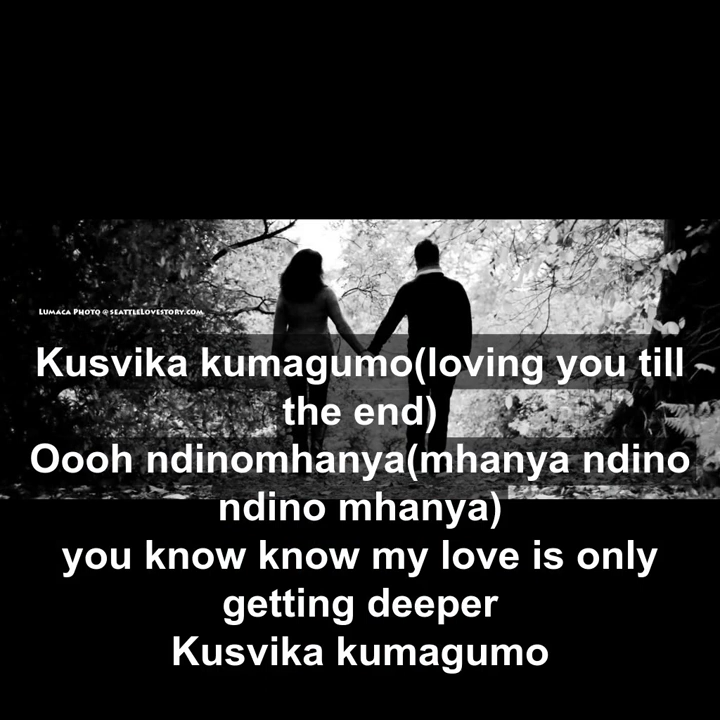 LUMACA PHOTO @SEATTLELOVESTORY.COM
Kusvika kumagumo(loving you till
the end)
Oooh ndinomhanya(mhanya ndino
ndino mhanya)
you know know my love is only
getting deeper
Kusvika kumagumo